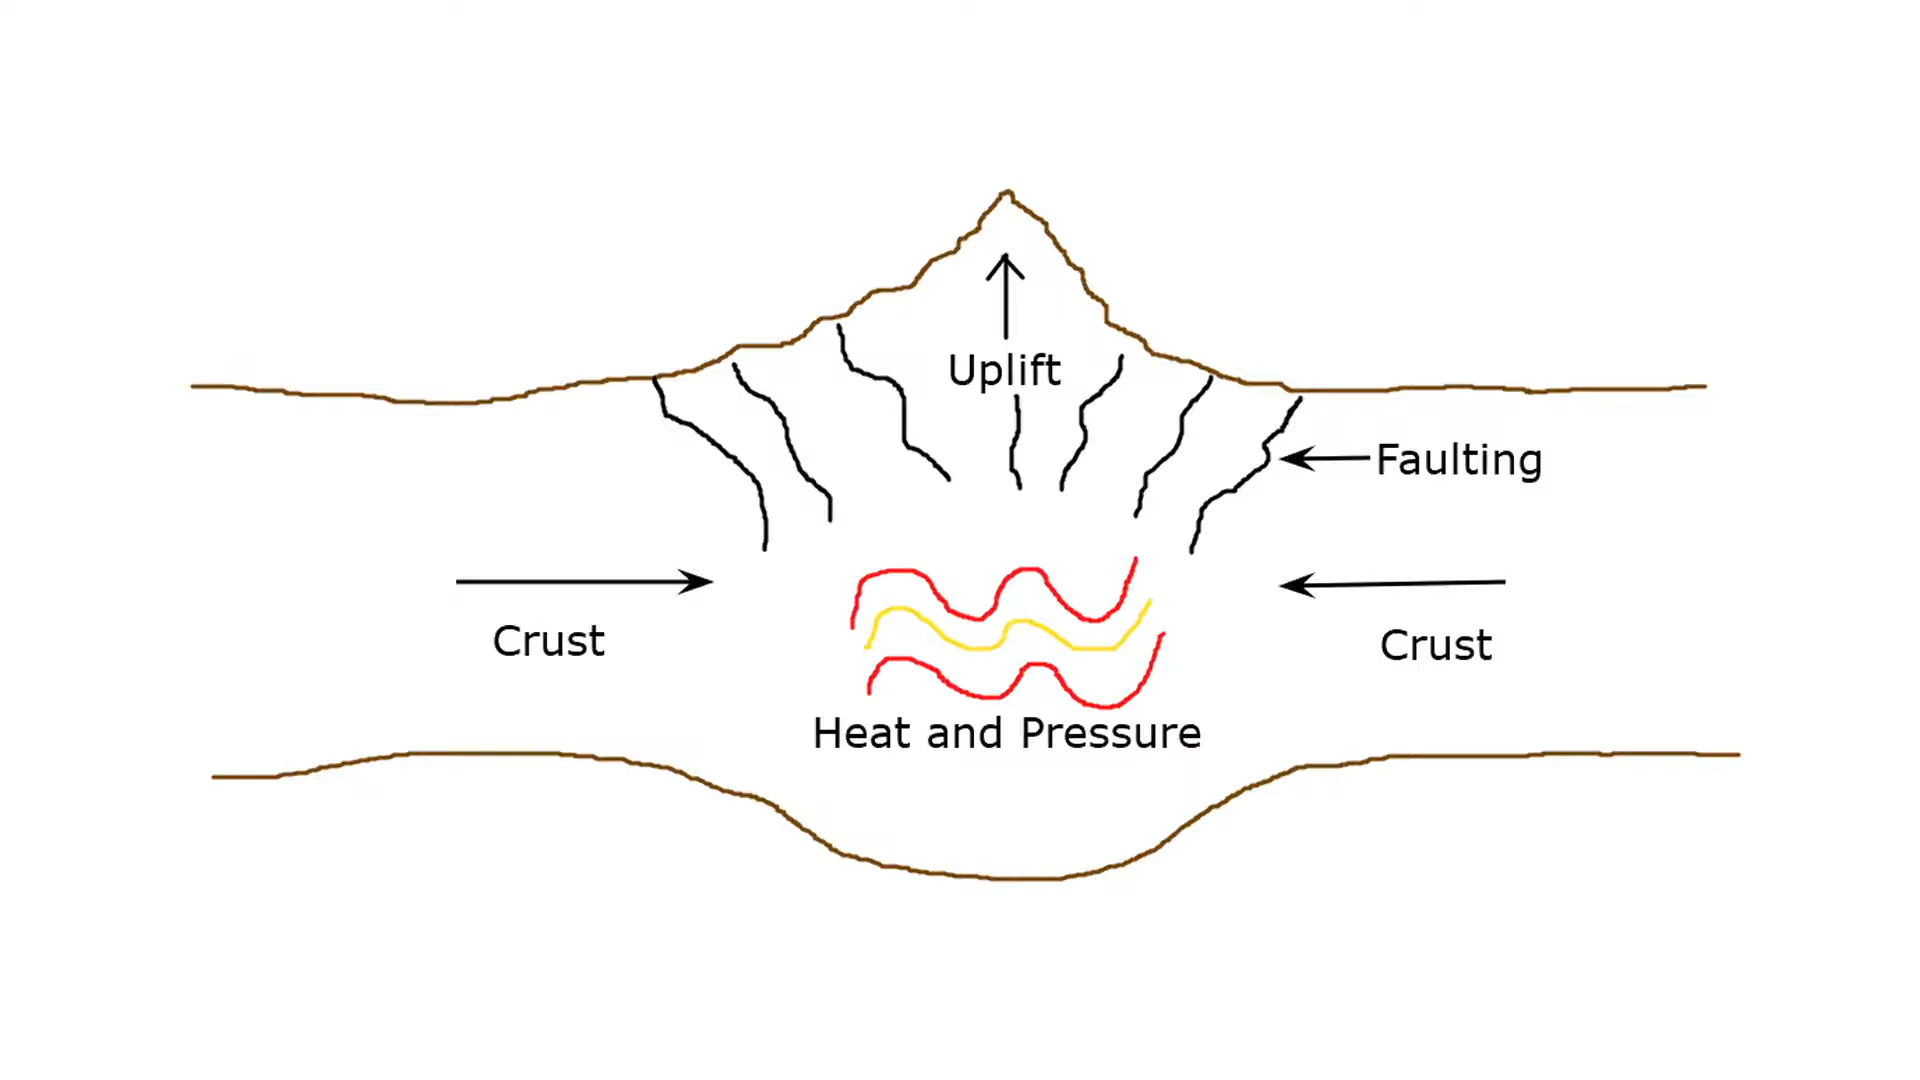 Uplift
Faulting
Crust
Crust
Heat and Pressure